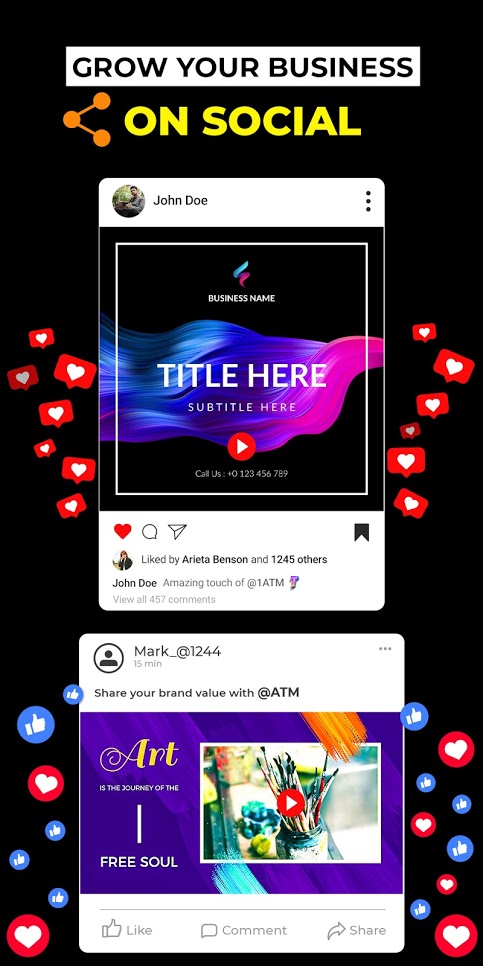 GROW YOUR BUSINESS
ON SOCIAL
John Doe
BUSINESS NAME
TITLE HERE
SUBTITLE HERE
Call Us : +0 123 456 789
Liked by Arieta Benson and 1245 others
John Doe Amazing touch of @1ATM
View all 457 comments
Mark_@1244
15 min
Share your brand value with @ATM
Art
IS THE JOURNEY OF THE
FREE SOUL
Like Comment Share